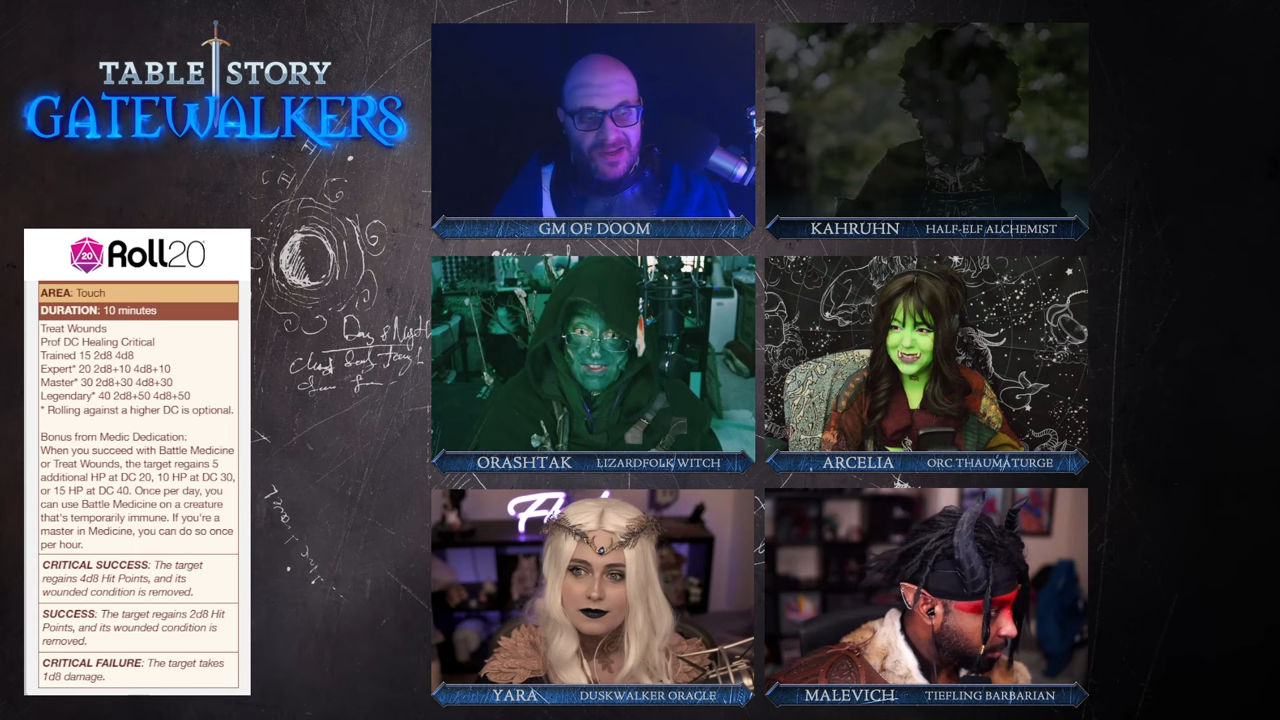 TABLE STORY
GATEWALKERS
GM OF DOOM
KAHRUHN HALF-ELF ALCHEMIST
20 Roll20
AREA: Touch
DURATION: 10 minutes
Treat Wounds
Prof DC Healing Critical
Trained 15 2d8 4d8
Expert* 20 2d8+10 4d8+10
Master* 30 2d8+30 4d8+30
Legendary* 40 2d8+50 4d8+50
* Rolling against a higher DC is optional.
Bonus from Medic Dedication:
When you succeed with Battle Medicine
or Treat Wounds, the target regains 5
additional HP at DC 20, 10 HP at DC 30,
or 15 HP at DC 40. Once per day, you
can use Battle Medicine on a creature
that's temporarily immune. If you're a
master in Medicine, you can do so once
per hour.
CRITICAL SUCCESS: The target
regains 4d8 Hit Points, and its
wounded condition is removed.
SUCCESS: The target regains 2d8 Hit
Points, and its wounded condition is
removed.
CRITICAL FAILURE: The target takes
1d8 damage.
ORASHTAK LIZARDFOLK WITCH
ARCELIA ORC THAUMATURGE
YARA DUSKWALKER ORACLE
MALEVICH TIEFLING BARBARIAN